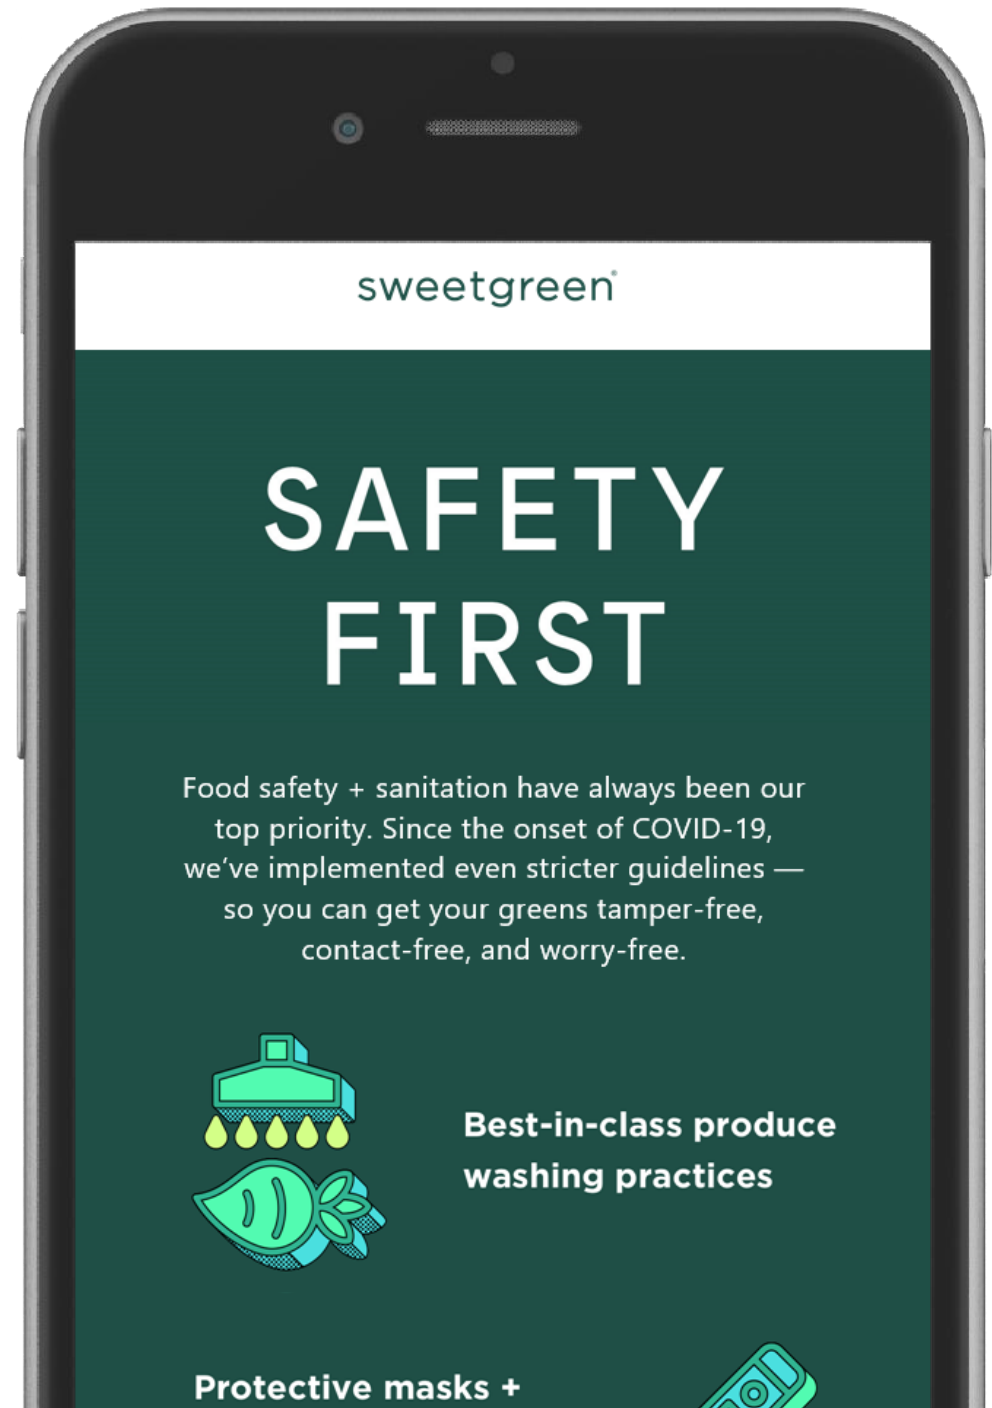 sweetgreen®
SAFETY
FIRST
Food safety + sanitation have always been our
top priority. Since the onset of COVID-19,
we’ve implemented even stricter guidelines —
so you can get your greens tamper-free,
contact-free, and worry-free.
Best-in-class produce
washing practices
Protective masks +